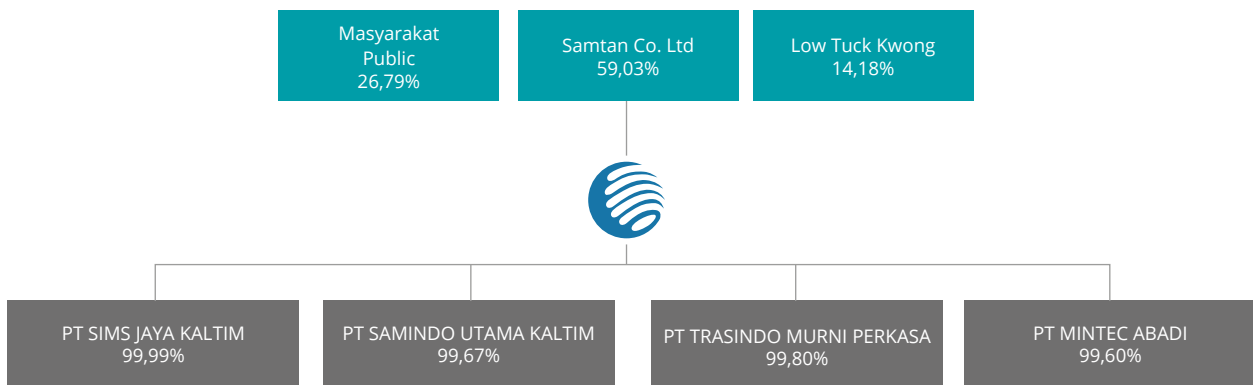 Masyarakat
Public
26,79%
Samtan Co. Ltd
59,03%
Low Tuck Kwong
14,18%
PT SIMS JAYA KALTIM
99,99%
PT SAMINDO UTAMA KALTIM
99,67%
PT TRASINDO MURNI PERKASA
99,80%
PT MINTEC ABADI
99,60%